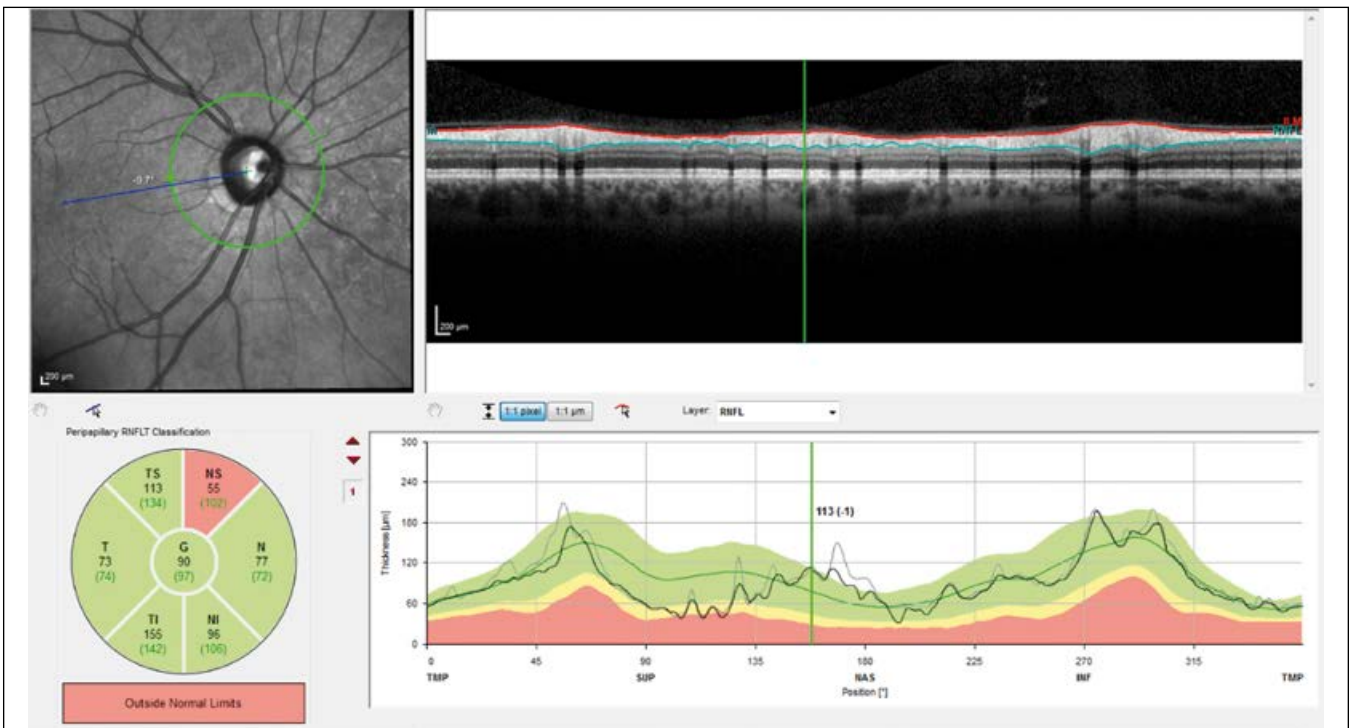 -9.7°
200 µm
ILM
RNFL
200 µm
1:1 pixel 1:1 µm Layer: RNFL
Peripapillary RNFLT Classification
TS
113
(134)
NS
55
(102)
T
73
(74)
G
90
(97)
N
77
(72)
TI
155
(142)
NI
96
(106)
Outside Normal Limits
1
Thickness [µm]
300
240
180
120
60
0
113 (-1)
0 45 90 135 180 225 270 315
TMP SUP NAS INF TMP
Position [°]